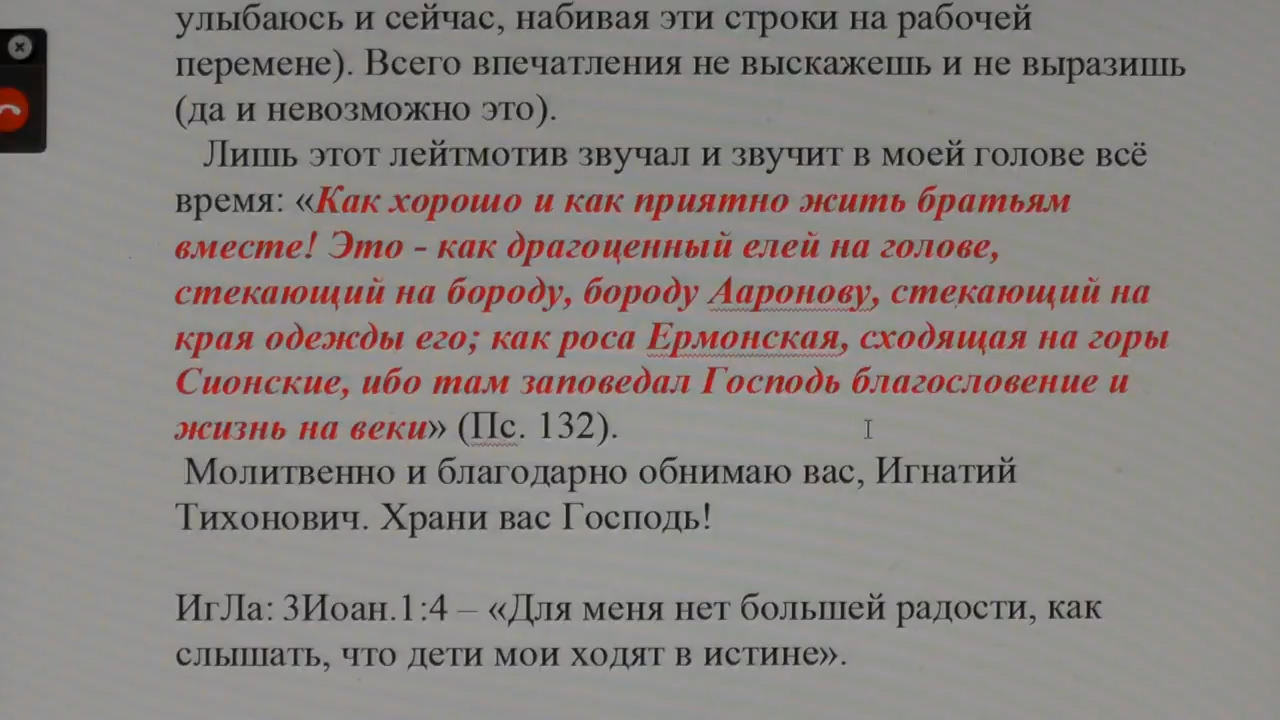 улыбаюсь и сейчас, набивая эти строки на рабочей
перемене). Всего впечатления не выскажешь и не выразишь
(да и невозможно это).
Лишь этот лейтмотив звучал и звучит в моей голове всё
время: «Как хорошо и как приятно жить братьям
вместе! Это - как драгоценный елей на голове,
стекающий на бороду, бороду Ааронову, стекающий на
края одежды его; как роса Ермонская, сходящая на горы
Сионские, ибо там заповедал Господь благословение и
жизнь на веки» (Пс. 132).
Молитвенно и благодарно обнимаю вас, Игнатий
Тихонович. Храни вас Господь!
ИгЛа: 3Иоан.1:4 – «Для меня нет большей радости, как
слышать, что дети мои ходят в истине».